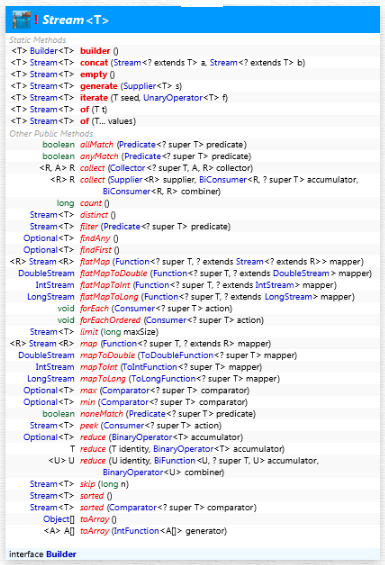 ! Stream<T>
Static Methods
<T> Builder<T> builder ()
<T> Stream<T> concat (Stream<? extends T> a, Stream<? extends T> b)
<T> Stream<T> empty ()
<T> Stream<T> generate (Supplier<T> s)
<T> Stream<T> iterate (T seed, UnaryOperator<T> f)
<T> Stream<T> of (T t)
<T> Stream<T> of (T... values)
Other Public Methods
boolean allMatch (Predicate<? super T> predicate)
boolean anyMatch (Predicate<? super T> predicate)
<R, A> R collect (Collector<? super T, A, R> collector)
<R> R collect (Supplier<R> supplier, BiConsumer<R, ? super T> accumulator,
BiConsumer<R, R> combiner)
long count ()
Stream<T> distinct ()
Stream<T> filter (Predicate<? super T> predicate)
Optional<T> findAny ()
Optional<T> findFirst ()
<R> Stream<R> flatMap (Function<? super T, ? extends Stream<? extends R>> mapper)
DoubleStream flatMapToDouble (Function<? super T, ? extends DoubleStream> mapper)
IntStream flatMapToInt (Function<? super T, ? extends IntStream> mapper)
LongStream flatMapToLong (Function<? super T, ? extends LongStream> mapper)
void forEach (Consumer<? super T> action)
void forEachOrdered (Consumer<? super T> action)
Stream<T> limit (long maxSize)
<R> Stream<R> map (Function<? super T, ? extends R> mapper)
DoubleStream mapToDouble (ToDoubleFunction<? super T> mapper)
IntStream mapToInt (ToIntFunction<? super T> mapper)
LongStream mapToLong (ToLongFunction<? super T> mapper)
Optional<T> max (Comparator<? super T> comparator)
Optional<T> min (Comparator<? super T> comparator)
boolean noneMatch (Predicate<? super T> predicate)
Stream<T> peek (Consumer<? super T> action)
Optional<T> reduce (BinaryOperator<T> accumulator)
T reduce (T identity, BinaryOperator<T> accumulator)
<U> U reduce (U identity, BiFunction<U, ? super T, U> accumulator,
BinaryOperator<U> combiner)
Stream<T> skip (long n)
Stream<T> sorted ()
Stream<T> sorted (Comparator<? super T> comparator)
Object[] toArray ()
<A> A[] toArray (IntFunction<A[]> generator)
interface Builder